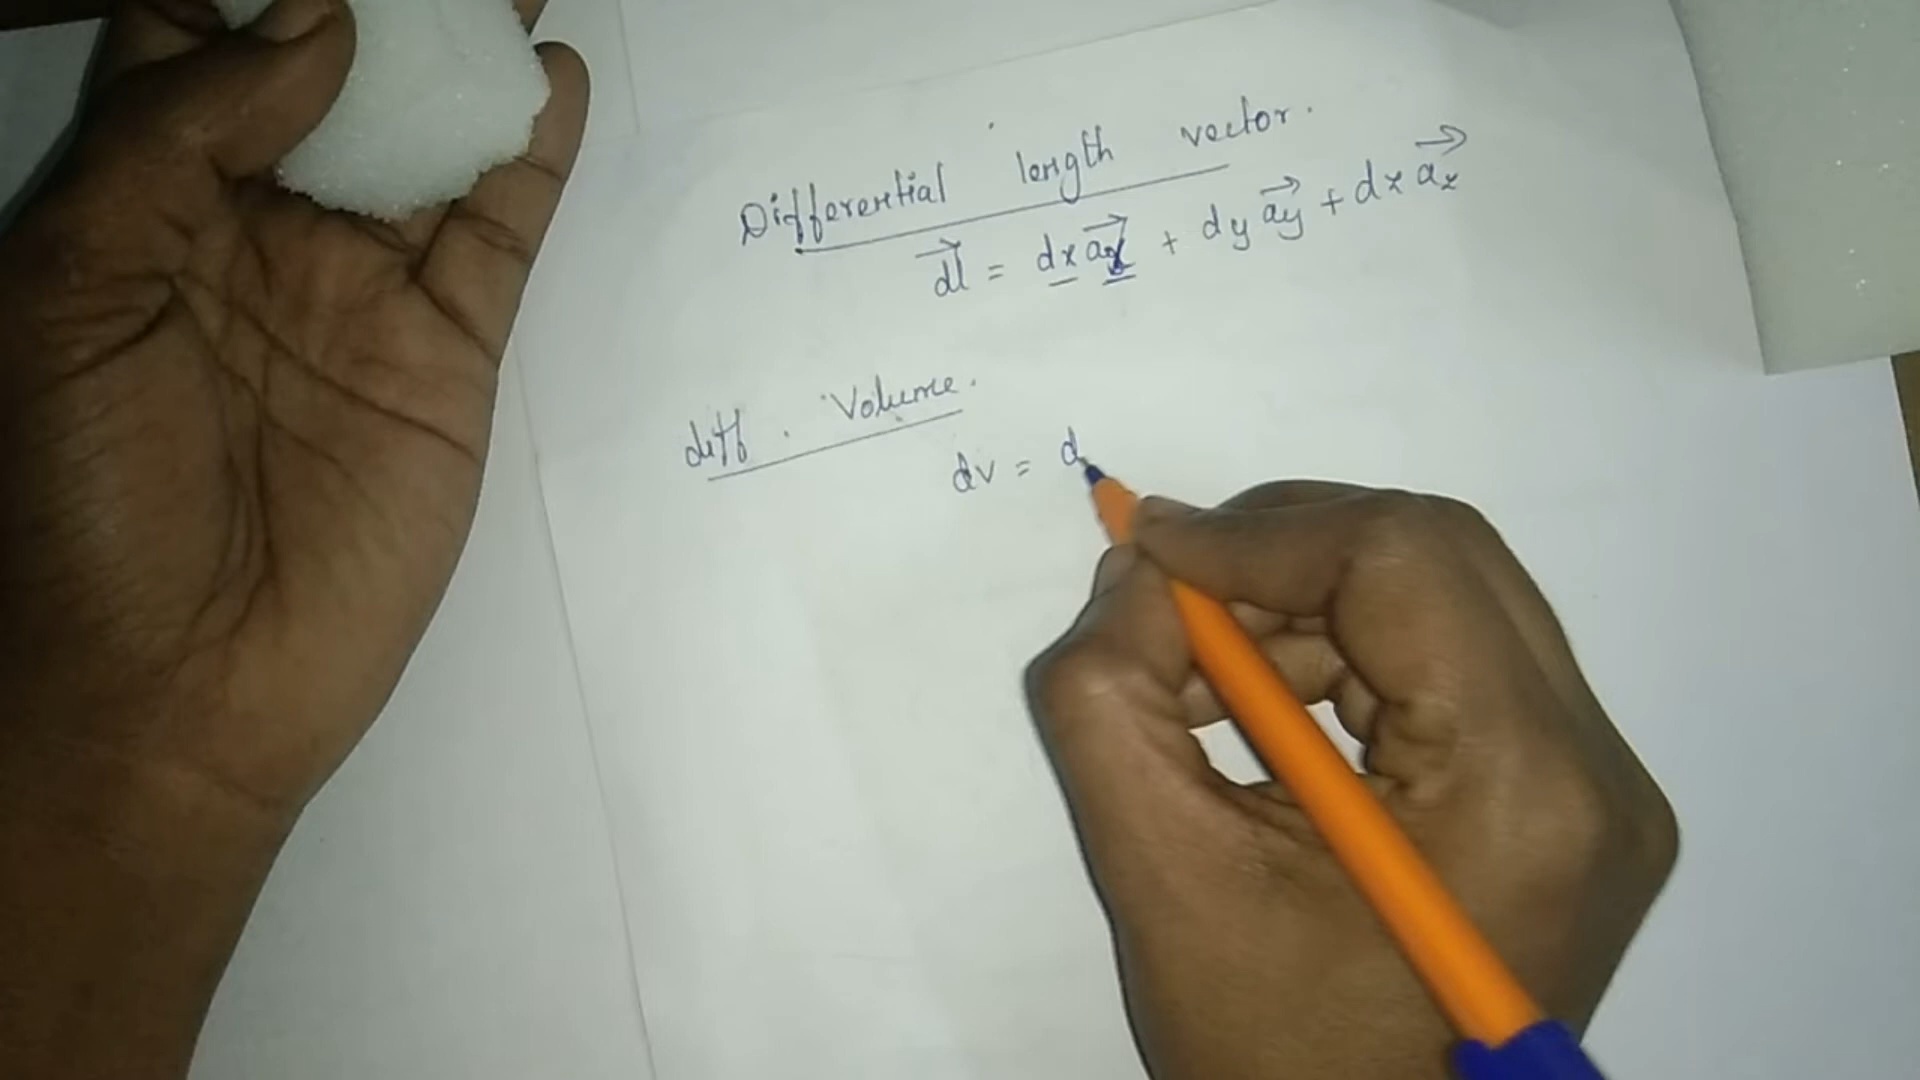 Differential length vector.
dl = dx ax + dy ay + dz az
diff. Volume.
dv = d